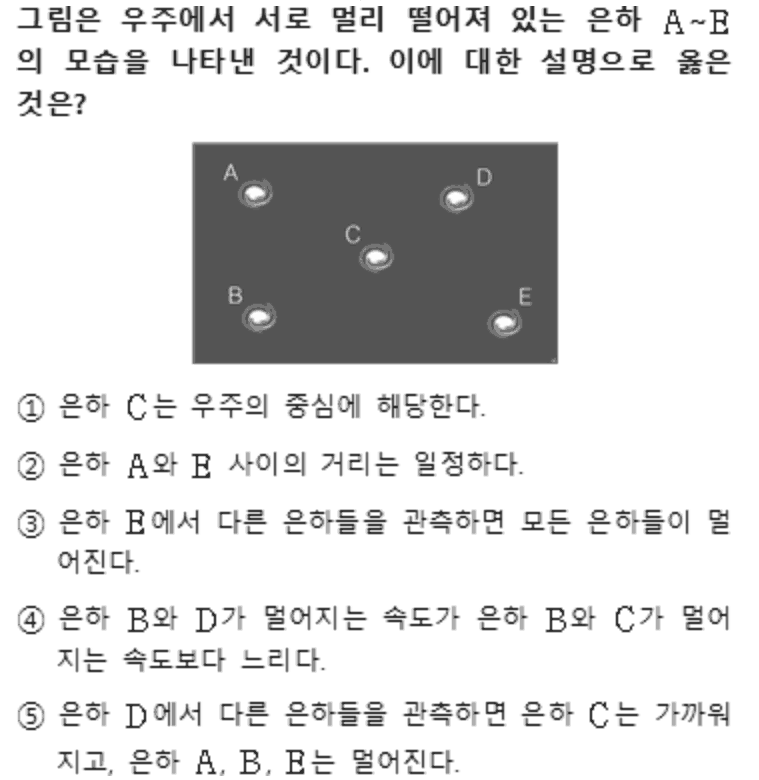 그림은 우주에서 서로 멀리 떨어져 있는 은하 A~E
의 모습을 나타낸 것이다. 이에 대한 설명으로 옳은
것은?
A
D
C
B
E
① 은하 C는 우주의 중심에 해당한다.
② 은하 A와 E 사이의 거리는 일정하다.
③ 은하 E에서 다른 은하들을 관측하면 모든 은하들이 멀
어진다.
④ 은하 B와 D가 멀어지는 속도가 은하 B와 C가 멀어
지는 속도보다 느리다.
⑤ 은하 D에서 다른 은하들을 관측하면 은하 C는 가까워
지고, 은하 A, B, E는 멀어진다.